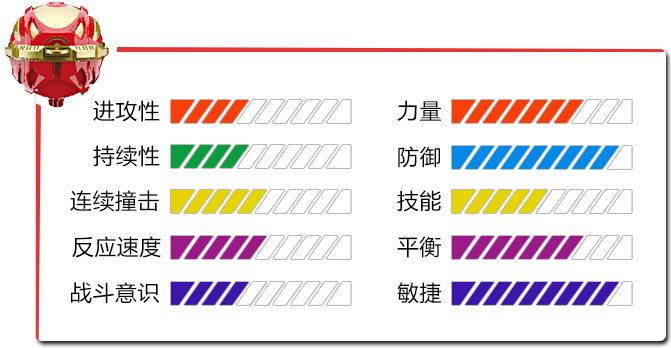 进攻性 力量
持续性 防御
连续撞击 技能
反应速度 平衡
战斗意识 敏捷